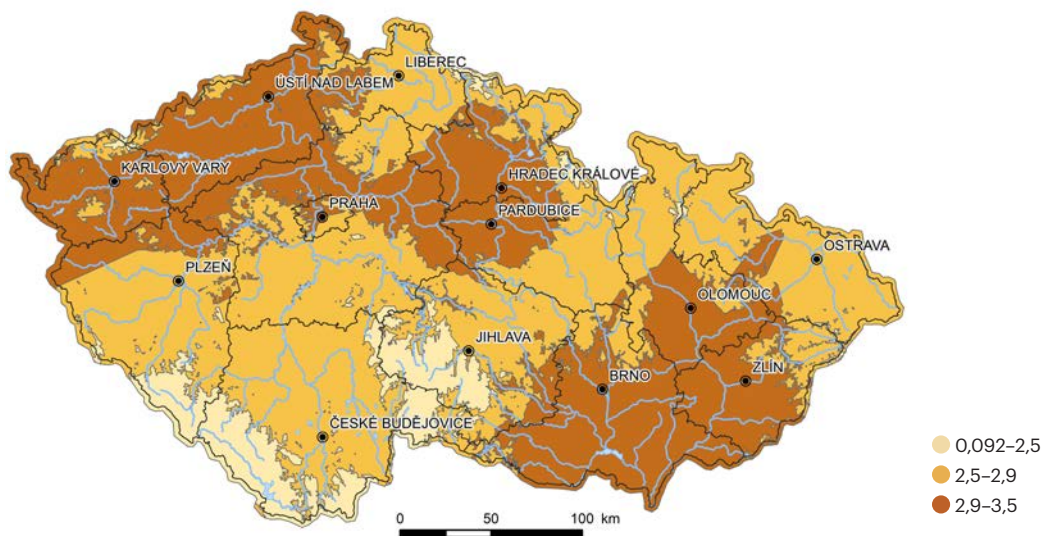 LIBEREC
ÚSTÍ NAD LABEM
KARLOVY VARY
HRADEC KRÁLOVÉ
PRAHA
PARDUBICE
OSTRAVA
PLZEŇ
OLOMOUC
JIHLAVA
ZLÍN
BRNO
ČESKÉ BUDĚJOVICE
0,092–2,5
2,5–2,9
2,9–3,5
0 50 100 km